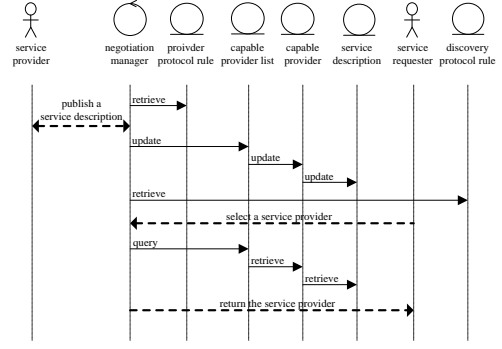 service provider
negotiation manager
proivder protocol rule
capable provider list
capable provider
service description
service requester
discovery protocol rule
publish a
service description
retrieve
update
update
update
retrieve
select a service provider
query
retrieve
retrieve
return the service provider